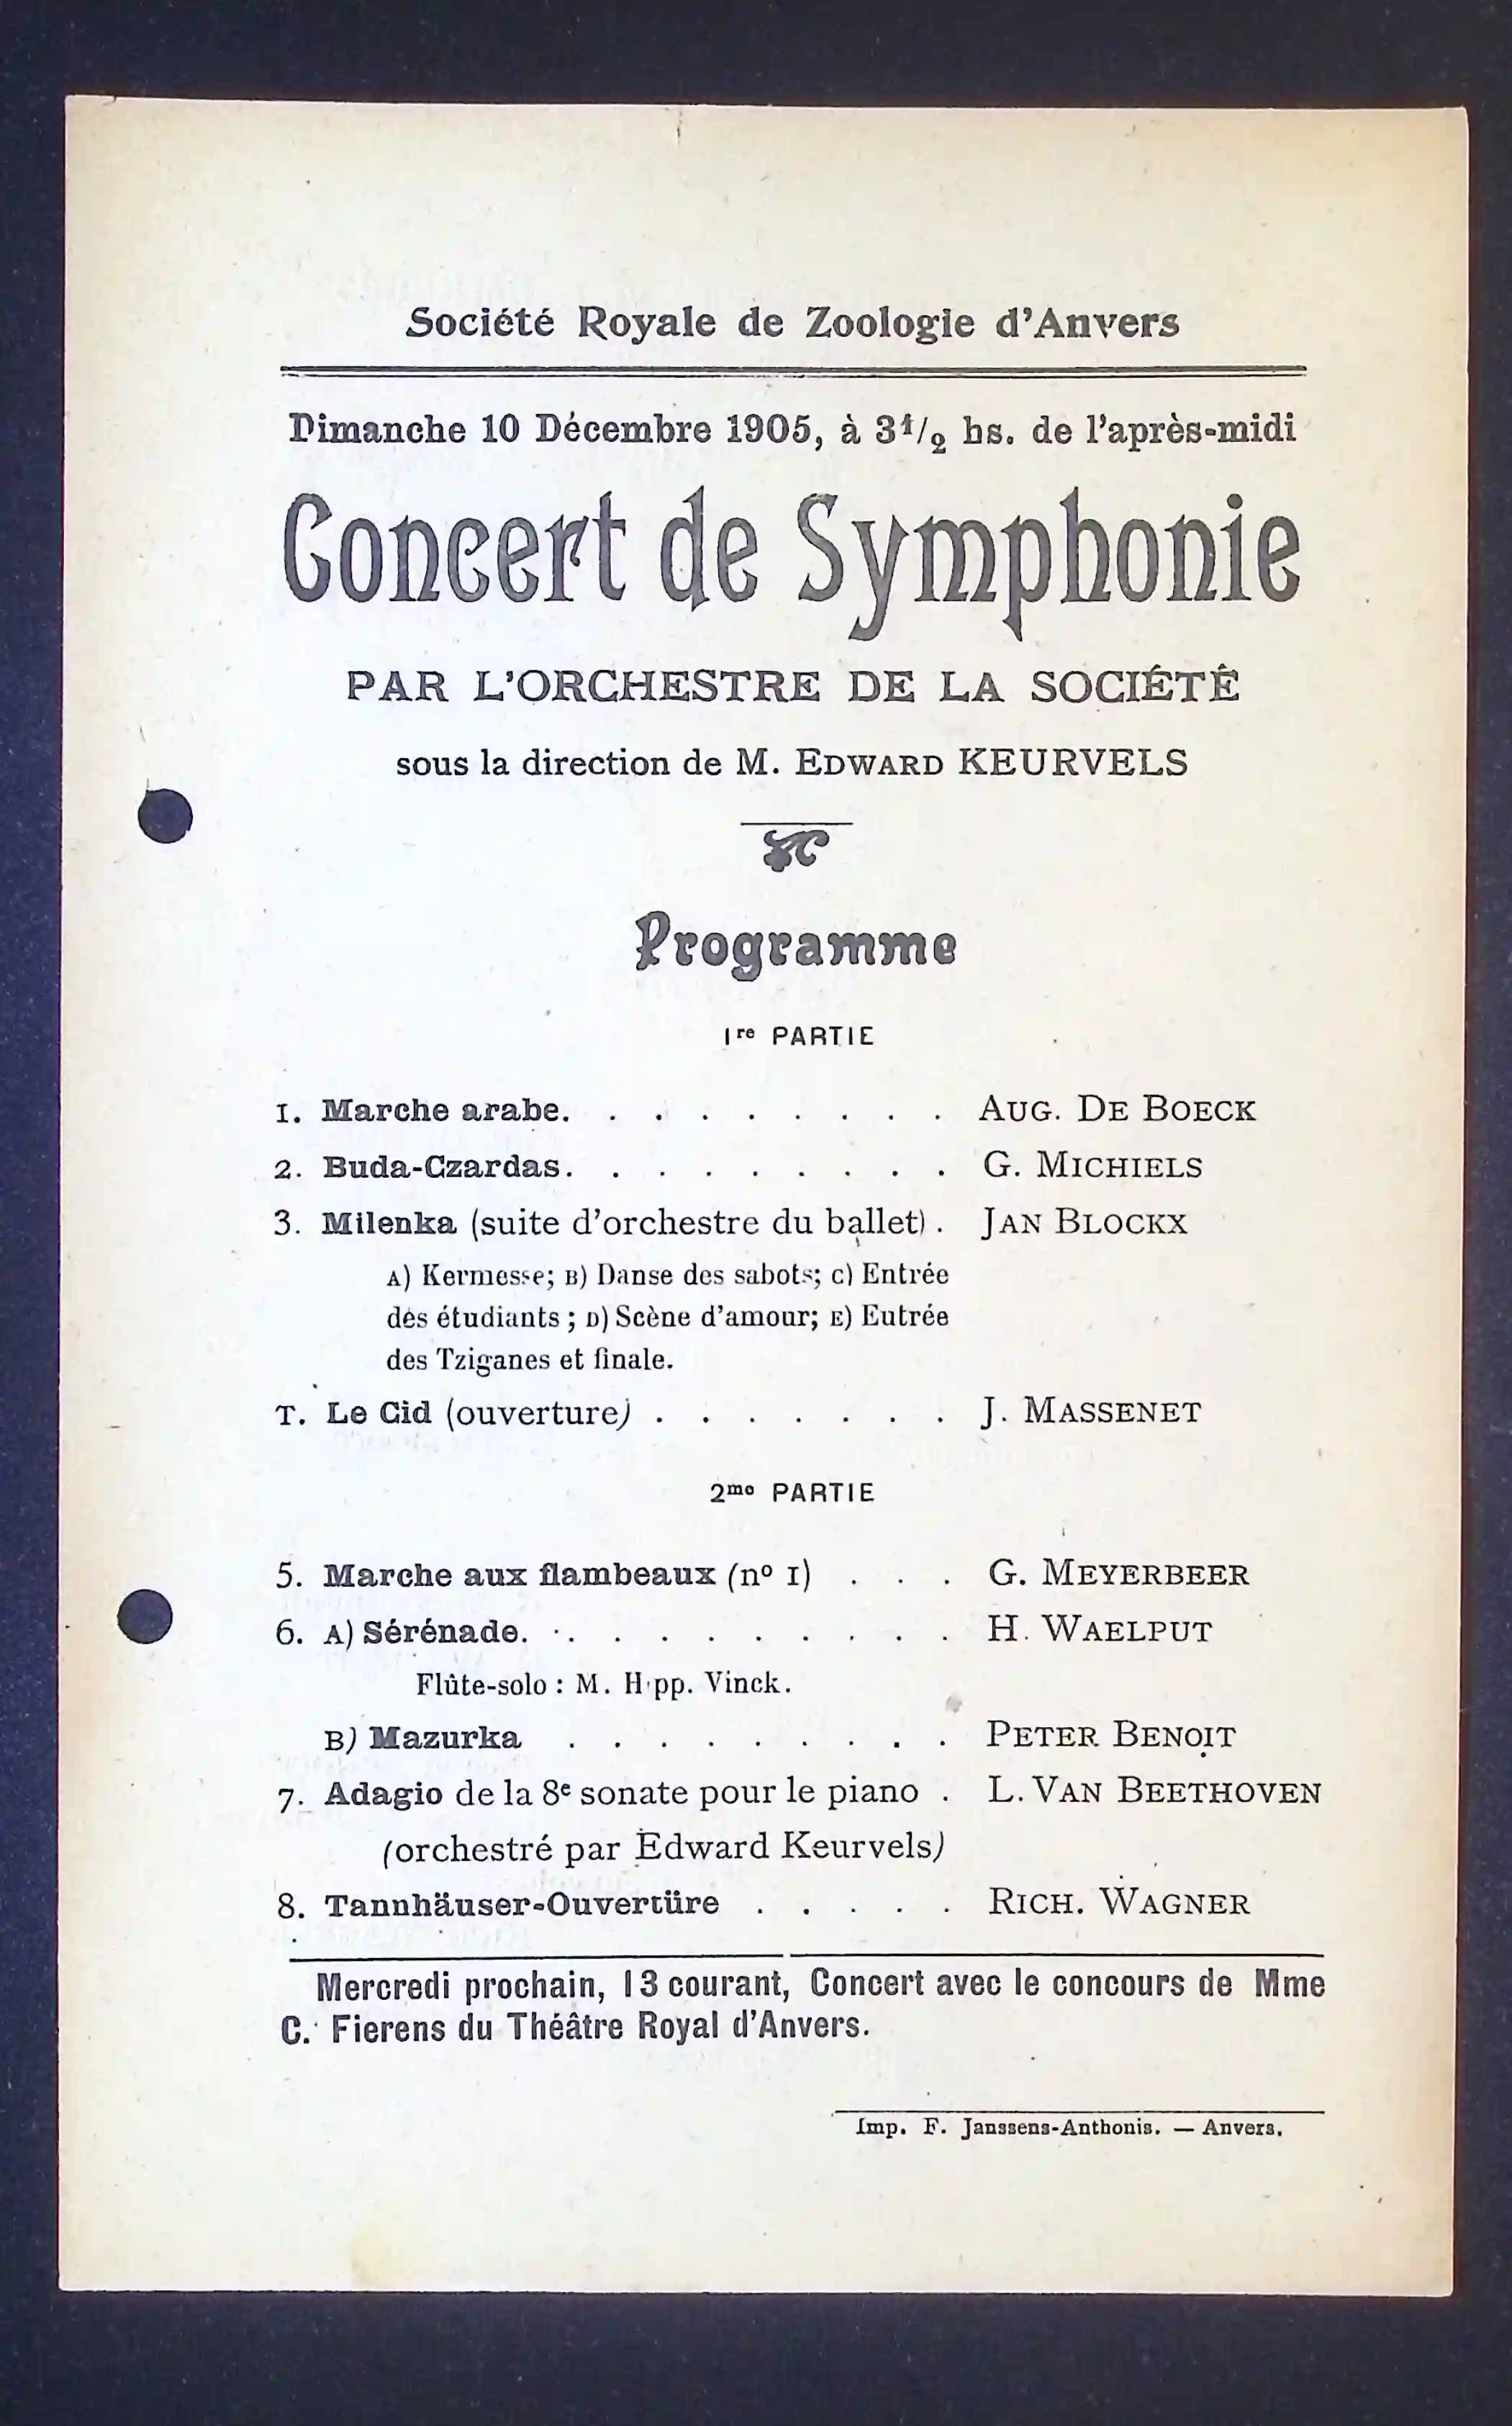 Société Royale de Zoologie d'Anvers
Dimanche 10 Décembre 1905, à 3 1/2 hs. de l'après-midi
Concert de Symphonie
PAR L'ORCHESTRE DE LA SOCIÉTÉ
sous la direction de M. EDWARD KEURVELS
Programme
1re PARTIE
1. Marche arabe. . . . . . . . . AUG. DE BOECK
2. Buda-Czardas. . . . . . . . . G. MICHIELS
3. Milenka (suite d'orchestre du ballet) . JAN BLOCKX
A) Kermesse; B) Danse des sabots; C) Entrée
des étudiants ; D) Scène d'amour; E) Eutrée
des Tziganes et finale.
T. Le Cid (ouverture) . . . . . . . J. MASSENET
2me PARTIE
5. Marche aux flambeaux (no 1) . . . G. MEYERBEER
6. A) Sérénade. . . . . . . . . . H. WAELPUT
Flûte-solo : M. Hipp. Vinck.
B) Mazurka . . . . . . . . . PETER BENOIT
7. Adagio de la 8e sonate pour le piano . L. VAN BEETHOVEN
(orchestré par Edward Keurvels)
8. Tannhäuser-Ouvertüre . . . . . RICH. WAGNER
Mercredi prochain, 13 courant, Concert avec le concours de Mme
C. Fierens du Théâtre Royal d'Anvers.
Imp. F. Janssens-Anthonis. — Anvers.